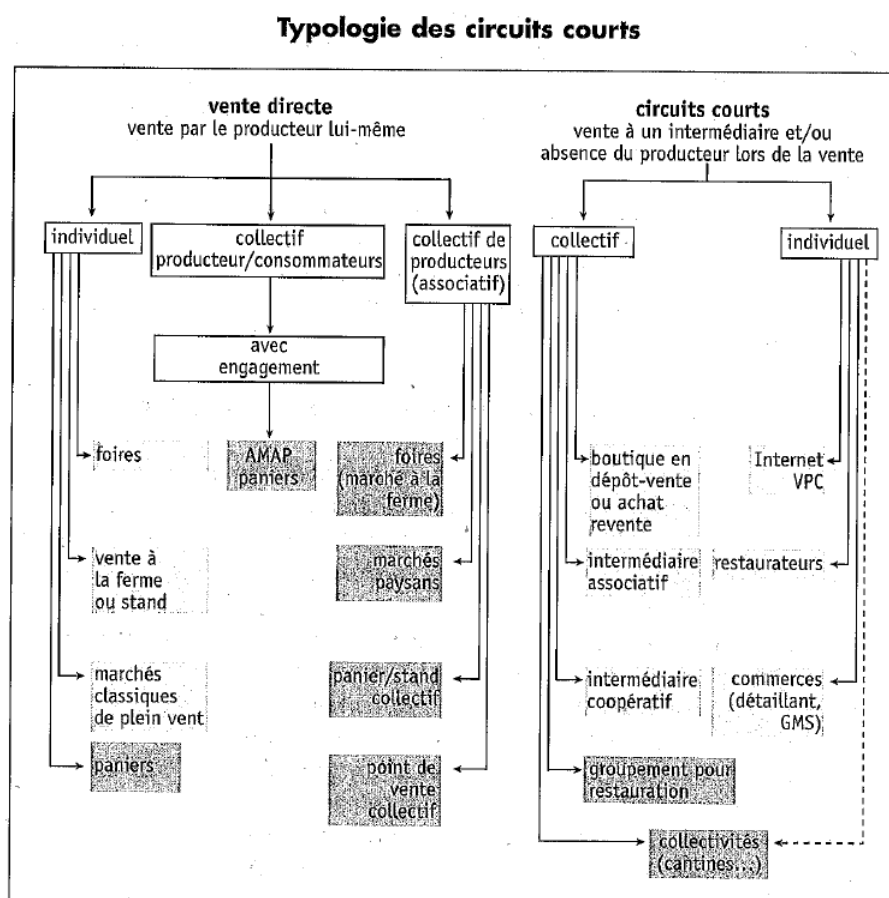 Typologie des circuits courts
vente directe
vente par le producteur lui-même
circuits courts
vente à un intermédiaire et/ou
absence du producteur lors de la vente
individuel
collectif
producteur/consommateurs
collectif de
producteurs
(associatif)
collectif
individuel
avec
engagement
foires
AMAP
paniers
foires
(marché à la
ferme)
boutique en
dépôt-vente
ou achat
revente
Internet
VPC
vente à
la ferme
ou stand
marchés
paysans
intermédiaire
associatif
restaurateurs
marchés
classiques
de plein vent
panier/stand
collectif
intermédiaire
coopératif
commerces
(détaillant,
GMS)
paniers
point de
vente
collectif
groupement pour
restauration
collectivités
(cantines...)